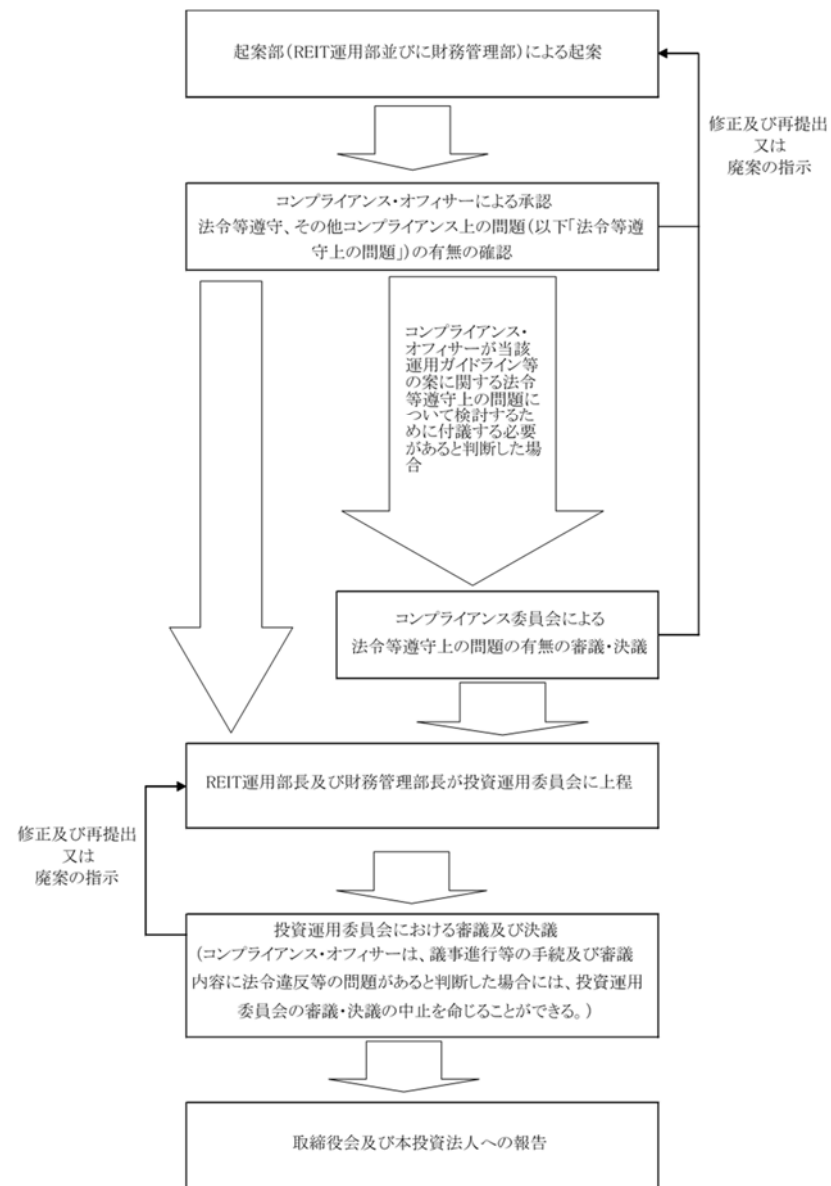 起案部(REIT運用部並びに財務管理部)による起案
修正及び再提出
又は
廃案の指示
コンプライアンス・オフィサーによる承認
法令等遵守、その他コンプライアンス上の問題(以下「法令等遵
守上の問題」)の有無の確認
コンプライアンス・
オフィサーが当該
運用ガイドライン等
の案に関する法令
等遵守上の問題に
ついて検討するた
めに付議する必要
があると判断した場
合
コンプライアンス委員会による
法令等遵守上の問題の有無の審議・決議
REIT運用部長及び財務管理部長が投資運用委員会に上程
修正及び再提出
又は
廃案の指示
投資運用委員会における審議及び決議
(コンプライアンス・オフィサーは、議事進行等の手続及び審議
内容に法令違反等の問題があると判断した場合には、投資運用
委員会の審議・決議の中止を命じることができる。)
取締役会及び本投資法人への報告